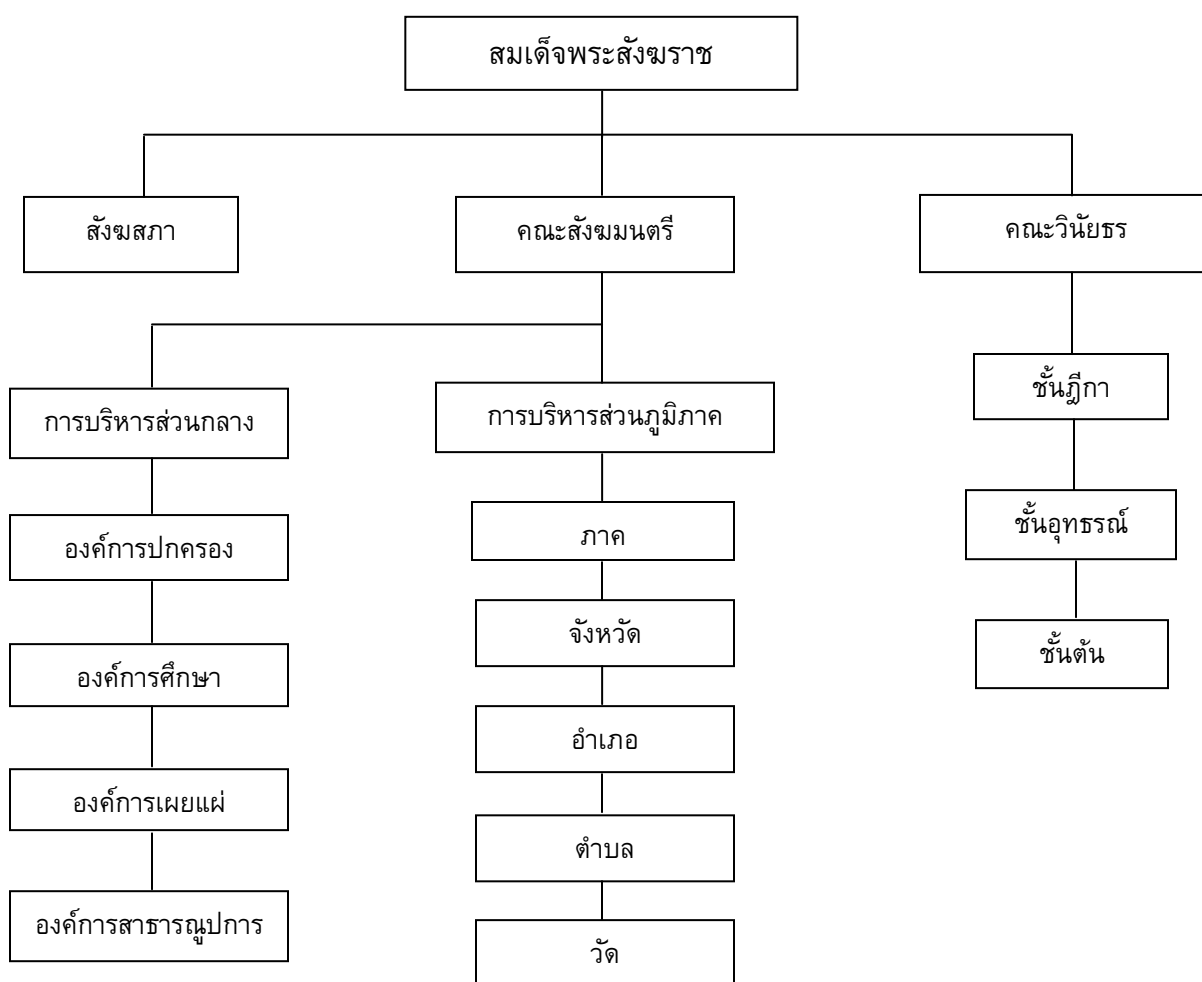 สมเด็จพระสังฆราช
สังฆสภา
คณะสังฆมนตรี
คณะวินัยธร
การบริหารส่วนกลาง
องค์การปกครอง
องค์การศึกษา
องค์การเผยแผ่
องค์การสาธารณูปการ
การบริหารส่วนภูมิภาค
ภาค
จังหวัด
อำเภอ
ตำบล
วัด
ชั้นฎีกา
ชั้นอุทธรณ์
ชั้นต้น